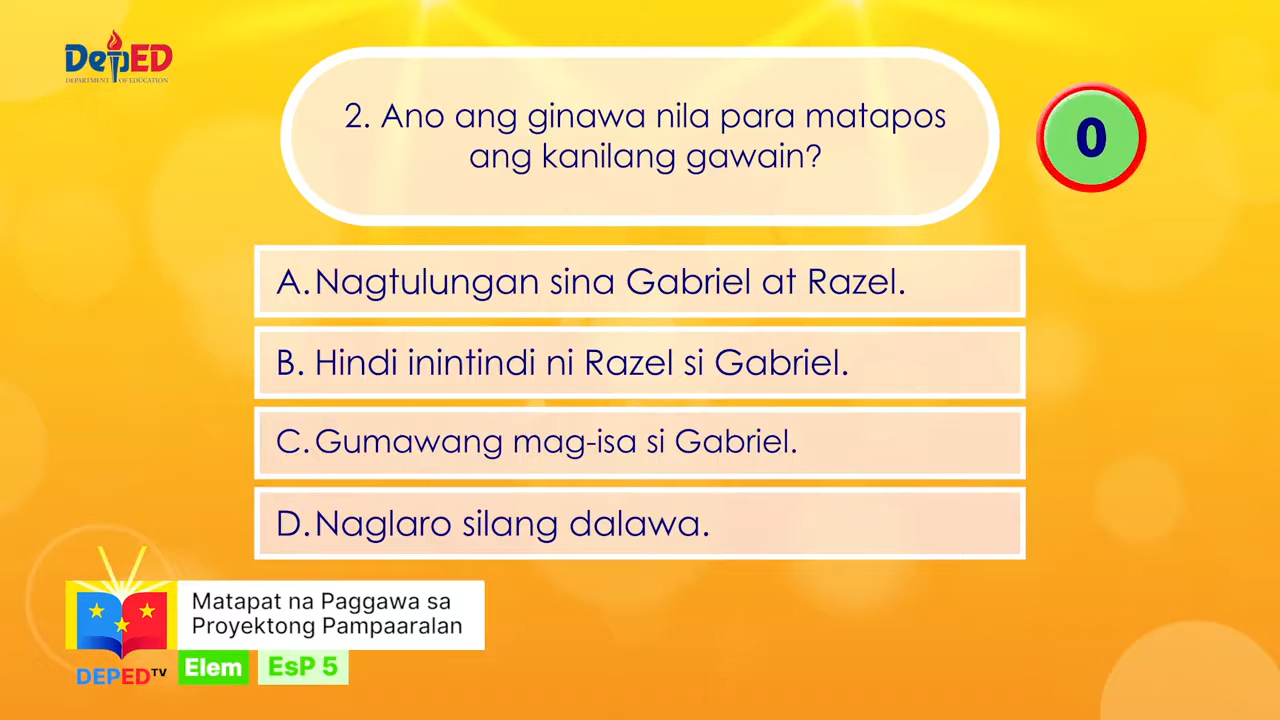 DepED
DEPARTMENT OF EDUCATION
2. Ano ang ginawa nila para matapos
ang kanilang gawain?
0
A. Nagtulungan sina Gabriel at Razel.
B. Hindi inintindi ni Razel si Gabriel.
C. Gumawang mag-isa si Gabriel.
D. Naglaro silang dalawa.
Matapat na Paggawa sa
Proyektong Pampaaralan
DEPED TV
Elem EsP 5